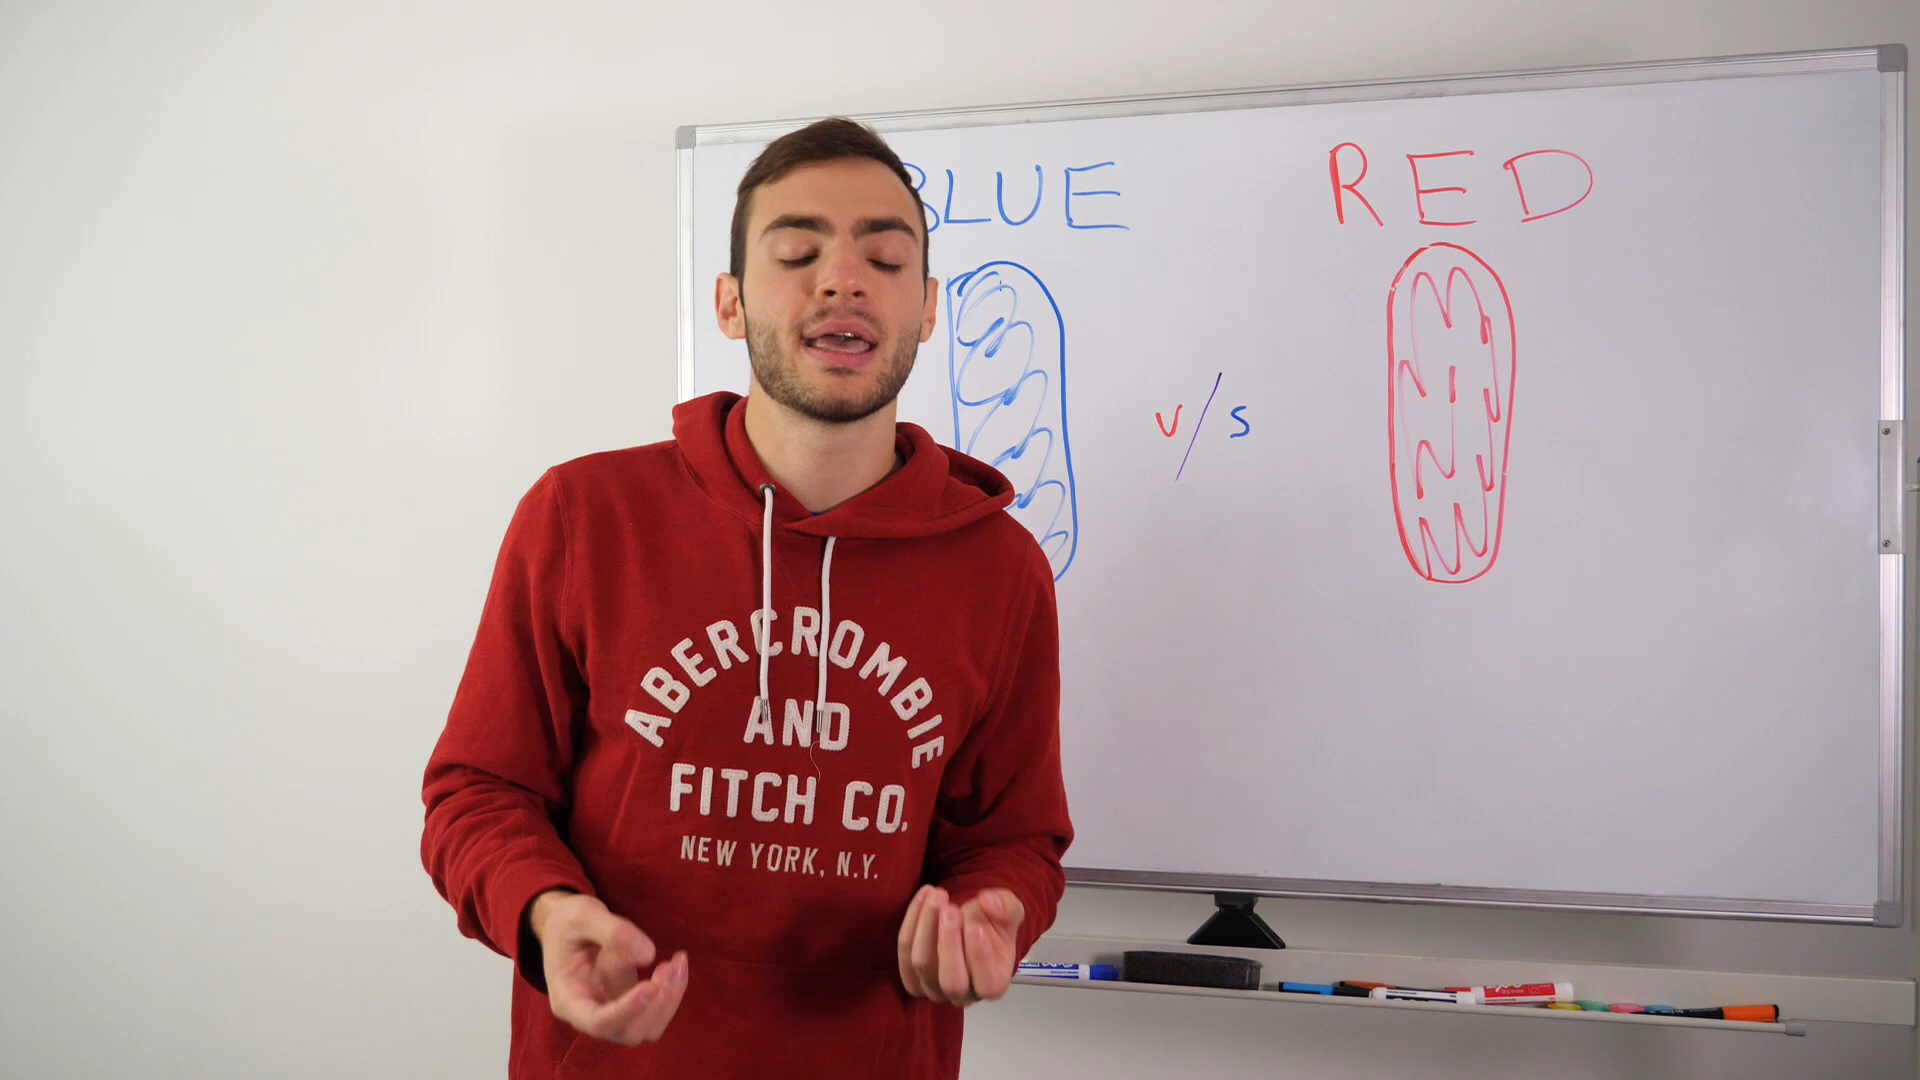 BLUE
RED
v/s
ABERCROMBIE
AND
FITCH CO.
NEW YORK, N.Y.